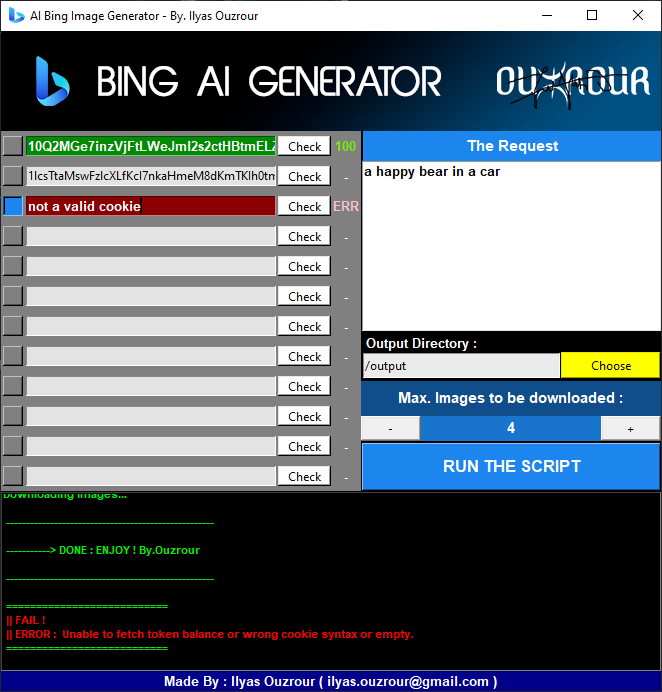 AI Bing Image Generator - By. Ilyas Ouzrour
BING AI GENERATOR
OUZROUR
Check 100
Check -
not a valid cookie Check ERR
Check -
Check -
Check -
Check -
Check -
Check -
Check -
Check -
Check -
The Request
a happy bear in a car
Output Directory :
/output Choose
Max. Images to be downloaded :
- 4 +
RUN THE SCRIPT
Downloading images...
--------------------------------------------------------
------------> DONE : ENJOY ! By.Ouzrour
--------------------------------------------------------
===========================
|| FAIL !
|| ERROR : Unable to fetch token balance or wrong cookie syntax or empty.
===========================
Made By : Ilyas Ouzrour ( ilyas.ouzrour@gmail.com )